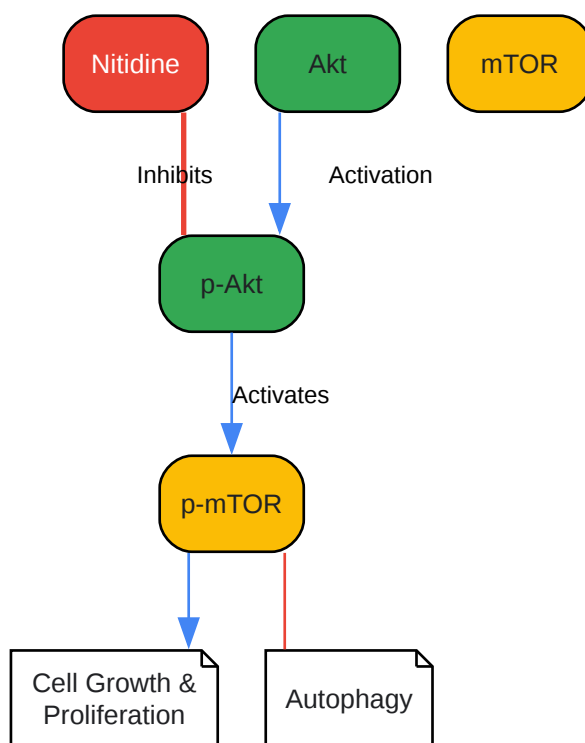 Nitidine
Akt
mTOR
Inhibits
Activation
p-Akt
Activates
p-mTOR
Cell Growth &
Proliferation
Autophagy